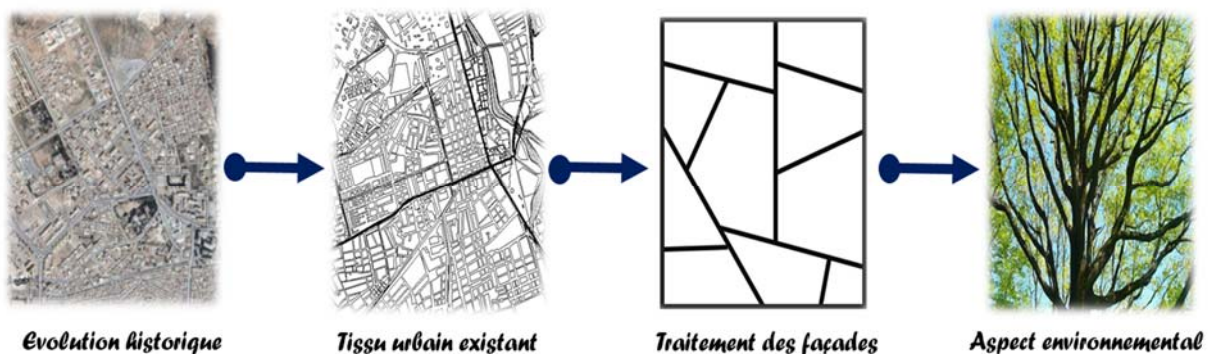 Evolution historique
Tissu urbain existant
Traitement des façades
Aspect environnemental